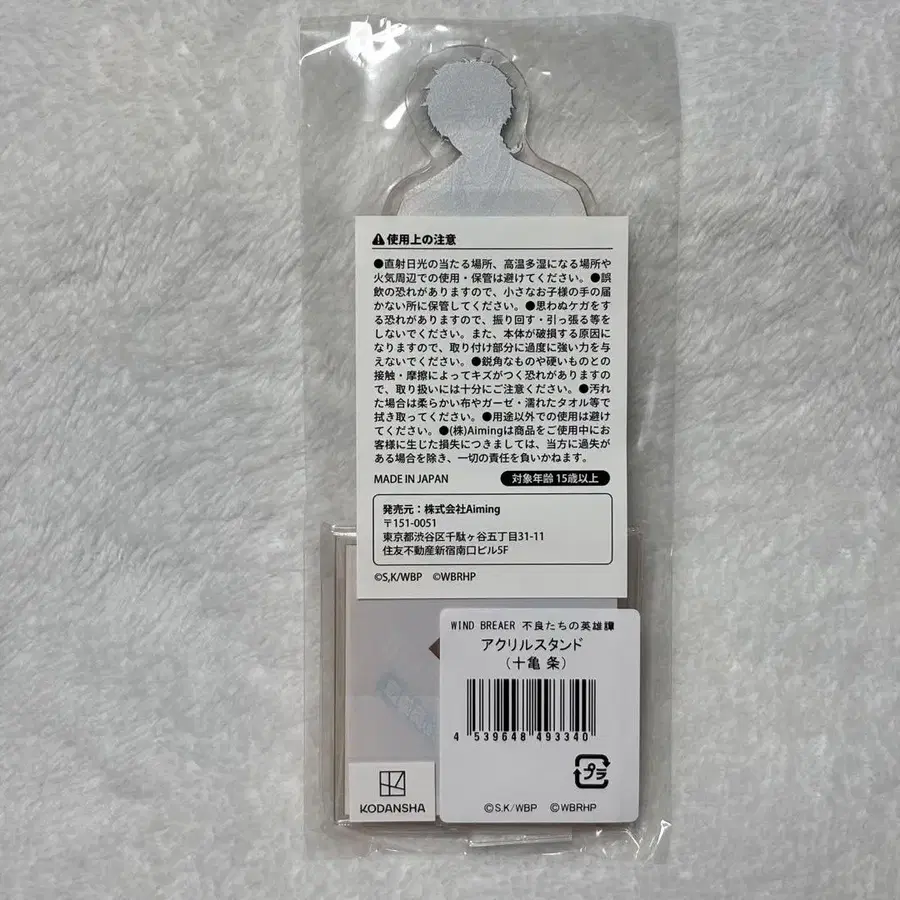 ⚠使用上の注意
●直射日光の当たる場所、高温多湿になる場所や
火気周辺での使用・保管は避けてください。●誤
飲の恐れがありますので、小さなお子様の手の届
かない所に保管してください。●思わぬケガをす
る恐れがありますので、振り回す・引っ張る等を
しないでください。また、本体が破損する原因に
なりますので、取り付け部分に過度に強い力を与
えないでください。●鋭角なものや硬いものとの
接触・摩擦によってキズがつく恐れがありますの
で、取り扱いには十分にご注意ください。●汚れ
た場合は柔らかい布やガーゼ・濡れたタオル等で
拭き取ってください。●用途以外での使用は避け
てください。●(株)Aimingは商品をご使用中にお
客様に生じた損失につきましては、当方に過失が
ある場合を除き、一切の責任を負いかねます。
MADE IN JAPAN 対象年齢 15歳以上
発売元：株式会社Aiming
〒151-0051
東京都渋谷区千駄ヶ谷五丁目31-11
住友不動産新宿南口ビル5F
©S,K/WBP ©WBRHP
WIND BREAER 不良たちの英雄譚
アクリルスタンド
（十亀 条）
4 539648 493340
プラ
©S,K/WBP ©WBRHP
KODANSHA